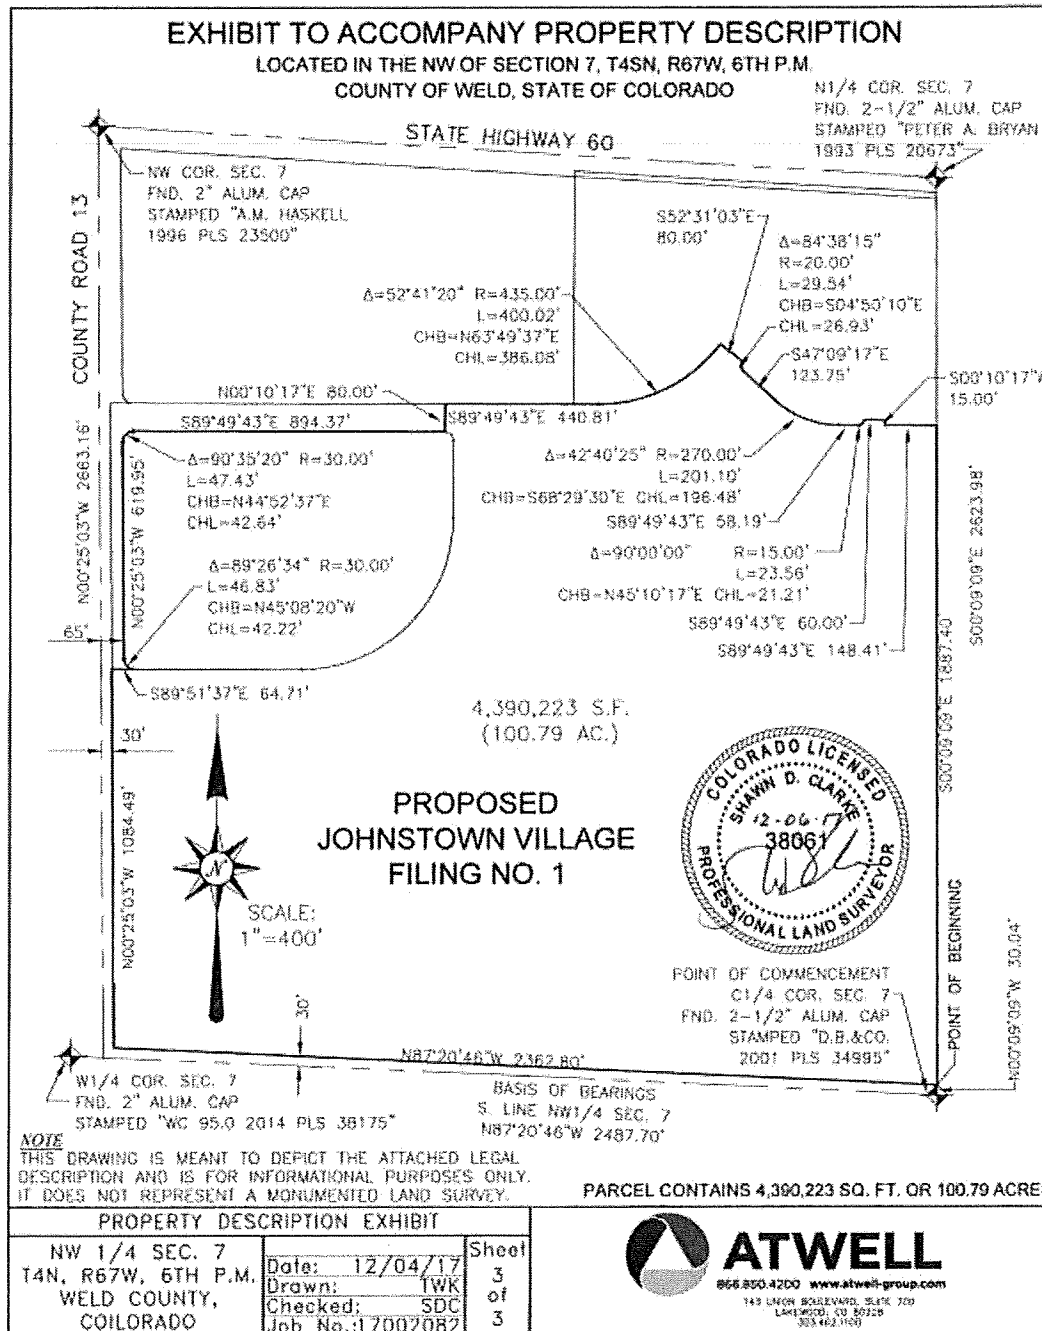 EXHIBIT TO ACCOMPANY PROPERTY DESCRIPTION
LOCATED IN THE NW OF SECTION 7, T4SN, R67W, 6TH P.M.
COUNTY OF WELD, STATE OF COLORADO
N1/4 COR. SEC. 7
FND. 2-1/2" ALUM. CAP
STAMPED "PETER A. BRYAN
1993 PLS 20673"
STATE HIGHWAY 60
NW COR. SEC. 7
FND. 2" ALUM. CAP
STAMPED "A.M. HASKELL
1996 PLS 23500"
COUNTY ROAD 13
S52°31'03"E
80.00'
Δ=84°38'15"
R=20.00'
L=29.54'
CHB=S04°50'10"E
CHL=26.93'
Δ=52°41'20" R=435.00'
L=400.02'
CHB=N63°49'37"E
CHL=386.08'
S47°09'17"E
123.75'
S00°10'17"W
15.00'
N00°10'17"E 80.00'
S89°49'43"E 894.37'
S89°49'43"E 440.81'
Δ=90°35'20" R=30.00'
L=47.43'
CHB=N44°52'37"E
CHL=42.64'
Δ=42°40'25" R=270.00'
L=201.10'
CHB=S68°29'30"E CHL=196.48'
S89°49'43"E 58.19'
N00°25'03"W 2663.16'
N00°25'03"W 619.95'
Δ=89°26'34" R=30.00'
L=46.83'
CHB=N45°08'20"W
CHL=42.22'
Δ=90°00'00" R=15.00'
L=23.56'
CHB=N45°10'17"E CHL=21.21'
S89°49'43"E 60.00'
S89°49'43"E 148.41'
S00°09'09"E 2623.98'
65'
S89°51'37"E 64.71'
30'
4,390,223 S.F.
(100.79 AC.)
S00°09'09"E 1887.40'
PROPOSED
JOHNSTOWN VILLAGE
FILING NO. 1
COLORADO LICENSED
SHAWN D. CLARKE
12-06-17
38061
PROFESSIONAL LAND SURVEYOR
N00°25'03"W 1084.49'
N
SCALE:
1"=400'
POINT OF COMMENCEMENT
C1/4 COR. SEC. 7
FND. 2-1/2" ALUM. CAP
STAMPED "D.B.&CO.
2001 PLS 34995"
POINT OF BEGINNING
N00°09'09"W 30.04'
30'
N87°20'46"W 2362.80'
W1/4 COR. SEC. 7
FND. 2" ALUM. CAP
STAMPED "WC 95.0 2014 PLS 38175"
BASIS OF BEARINGS
S. LINE NW1/4 SEC. 7
N87°20'46"W 2487.70'
NOTE
THIS DRAWING IS MEANT TO DEPICT THE ATTACHED LEGAL
DESCRIPTION AND IS FOR INFORMATIONAL PURPOSES ONLY.
IT DOES NOT REPRESENT A MONUMENTED LAND SURVEY.
PARCEL CONTAINS 4,390,223 SQ. FT. OR 100.79 ACRE
PROPERTY DESCRIPTION EXHIBIT
NW 1/4 SEC. 7
T4N, R67W, 6TH P.M.
WELD COUNTY,
COILORADO
Date: 12/04/17
Drawn: TWK
Checked: SDC
Job No.:17002082
Sheet
3
of
3
ATWELL
866.850.4200 www.atwell-group.com
143 UNION BOULEVARD, SUITE 700
LAKEWOOD, CO 80228
303.462.1100